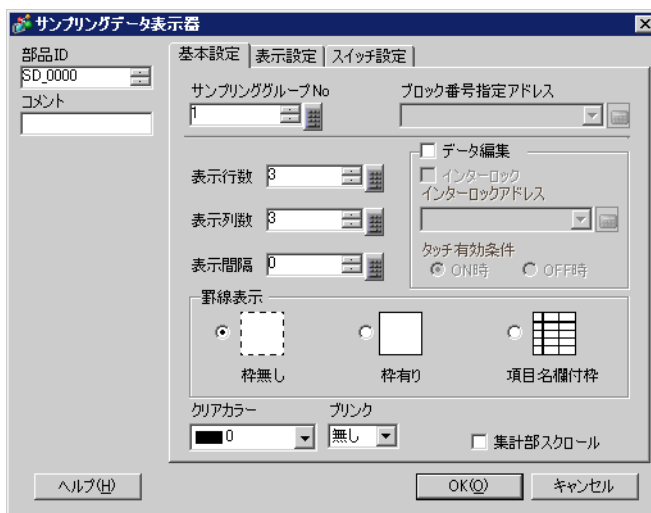 サンプリングデータ表示器
部品ID
SD_0000
コメント
基本設定 表示設定 スイッチ設定
サンプリンググループNo
1
ブロック番号指定アドレス
データ編集
インターロック
インターロックアドレス
タッチ有効条件
ON時 OFF時
表示行数 3
表示列数 3
表示間隔 0
罫線表示
枠無し 枠有り 項目名欄付枠
クリアカラー ブリンク
0 無し 集計部スクロール
ヘルプ(H) OK(O) キャンセル